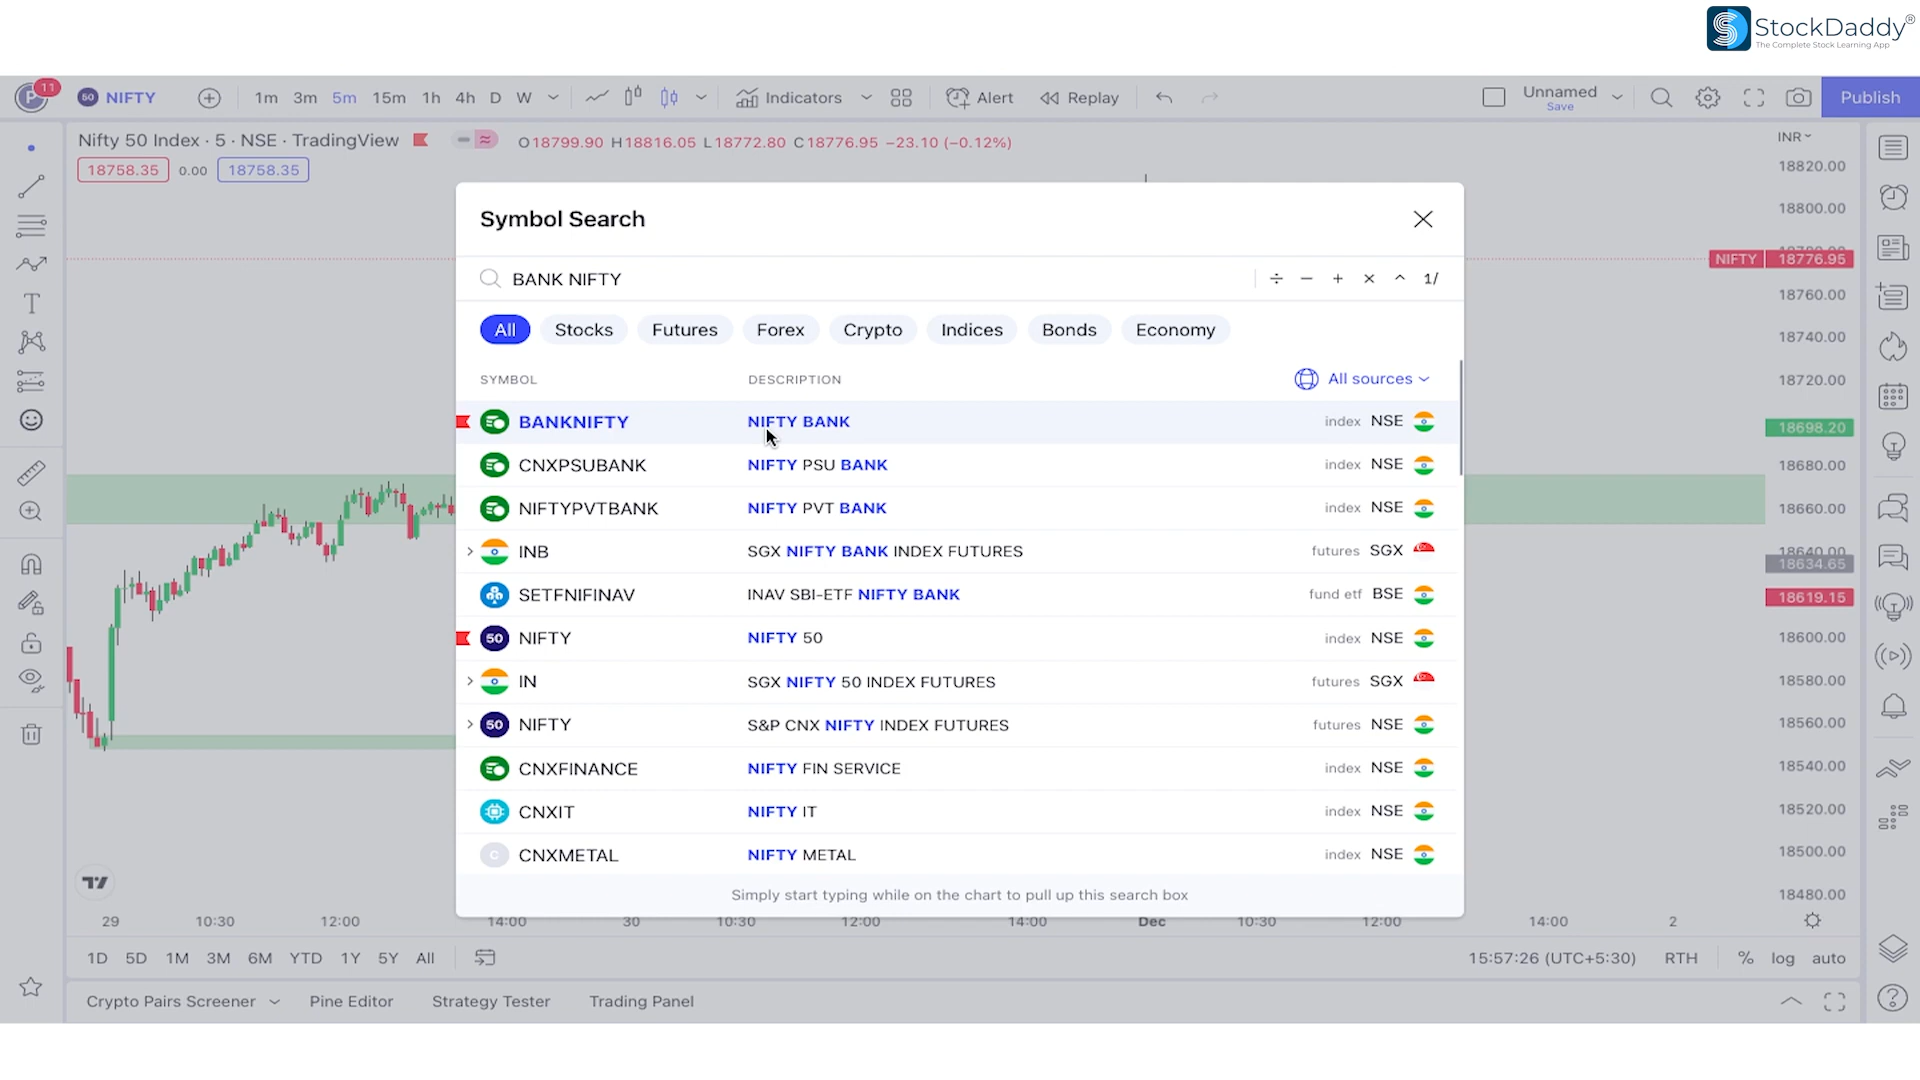 StockDaddy®
The Complete Stock Learning App
P 11 50 NIFTY 1m 3m 5m 15m 1h 4h D W Indicators Alert Replay Unnamed Save Publish
Nifty 50 Index · 5 · NSE · TradingView O18799.90 H18816.05 L18772.80 C18776.95 −23.10 (−0.12%) INR
18758.35 0.00 18758.35
18820.00
18800.00
NIFTY 18776.95
18760.00
18740.00
18720.00
18698.20
18680.00
18660.00
18640.00
18634.65
18619.15
18600.00
18580.00
18560.00
18540.00
18520.00
18500.00
18480.00
Symbol Search
BANK NIFTY ÷ − + × ^ 1/
All Stocks Futures Forex Crypto Indices Bonds Economy
SYMBOL DESCRIPTION All sources
BANKNIFTY NIFTY BANK index NSE
CNXPSUBANK NIFTY PSU BANK index NSE
NIFTYPVTBANK NIFTY PVT BANK index NSE
INB SGX NIFTY BANK INDEX FUTURES futures SGX
SETFNIFINAV INAV SBI-ETF NIFTY BANK fund etf BSE
50 NIFTY NIFTY 50 index NSE
IN SGX NIFTY 50 INDEX FUTURES futures SGX
50 NIFTY S&P CNX NIFTY INDEX FUTURES futures NSE
CNXFINANCE NIFTY FIN SERVICE index NSE
CNXIT NIFTY IT index NSE
C CNXMETAL NIFTY METAL index NSE
Simply start typing while on the chart to pull up this search box
29 10:30 12:00 14:00 30 10:30 12:00 14:00 Dec 10:30 12:00 14:00 2
1D 5D 1M 3M 6M YTD 1Y 5Y All 15:57:26 (UTC+5:30) RTH % log auto
Crypto Pairs Screener Pine Editor Strategy Tester Trading Panel